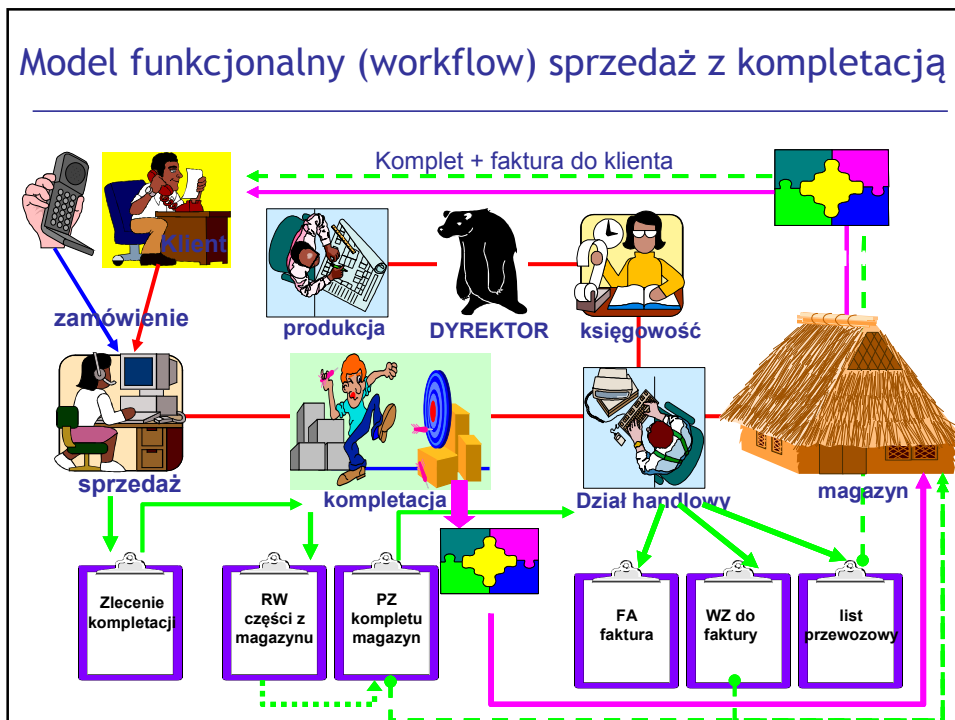 Model funkcjonalny (workflow) sprzedaż z kompletacją
Komplet + faktura do klienta
Klient
zamówienie
produkcja
DYREKTOR
księgowość
sprzedaż
kompletacja
Dział handlowy
magazyn
Zlecenie
kompletacji
RW
części z
magazynu
PZ
kompletu
magazyn
FA
faktura
WZ do
faktury
list
przewozowy